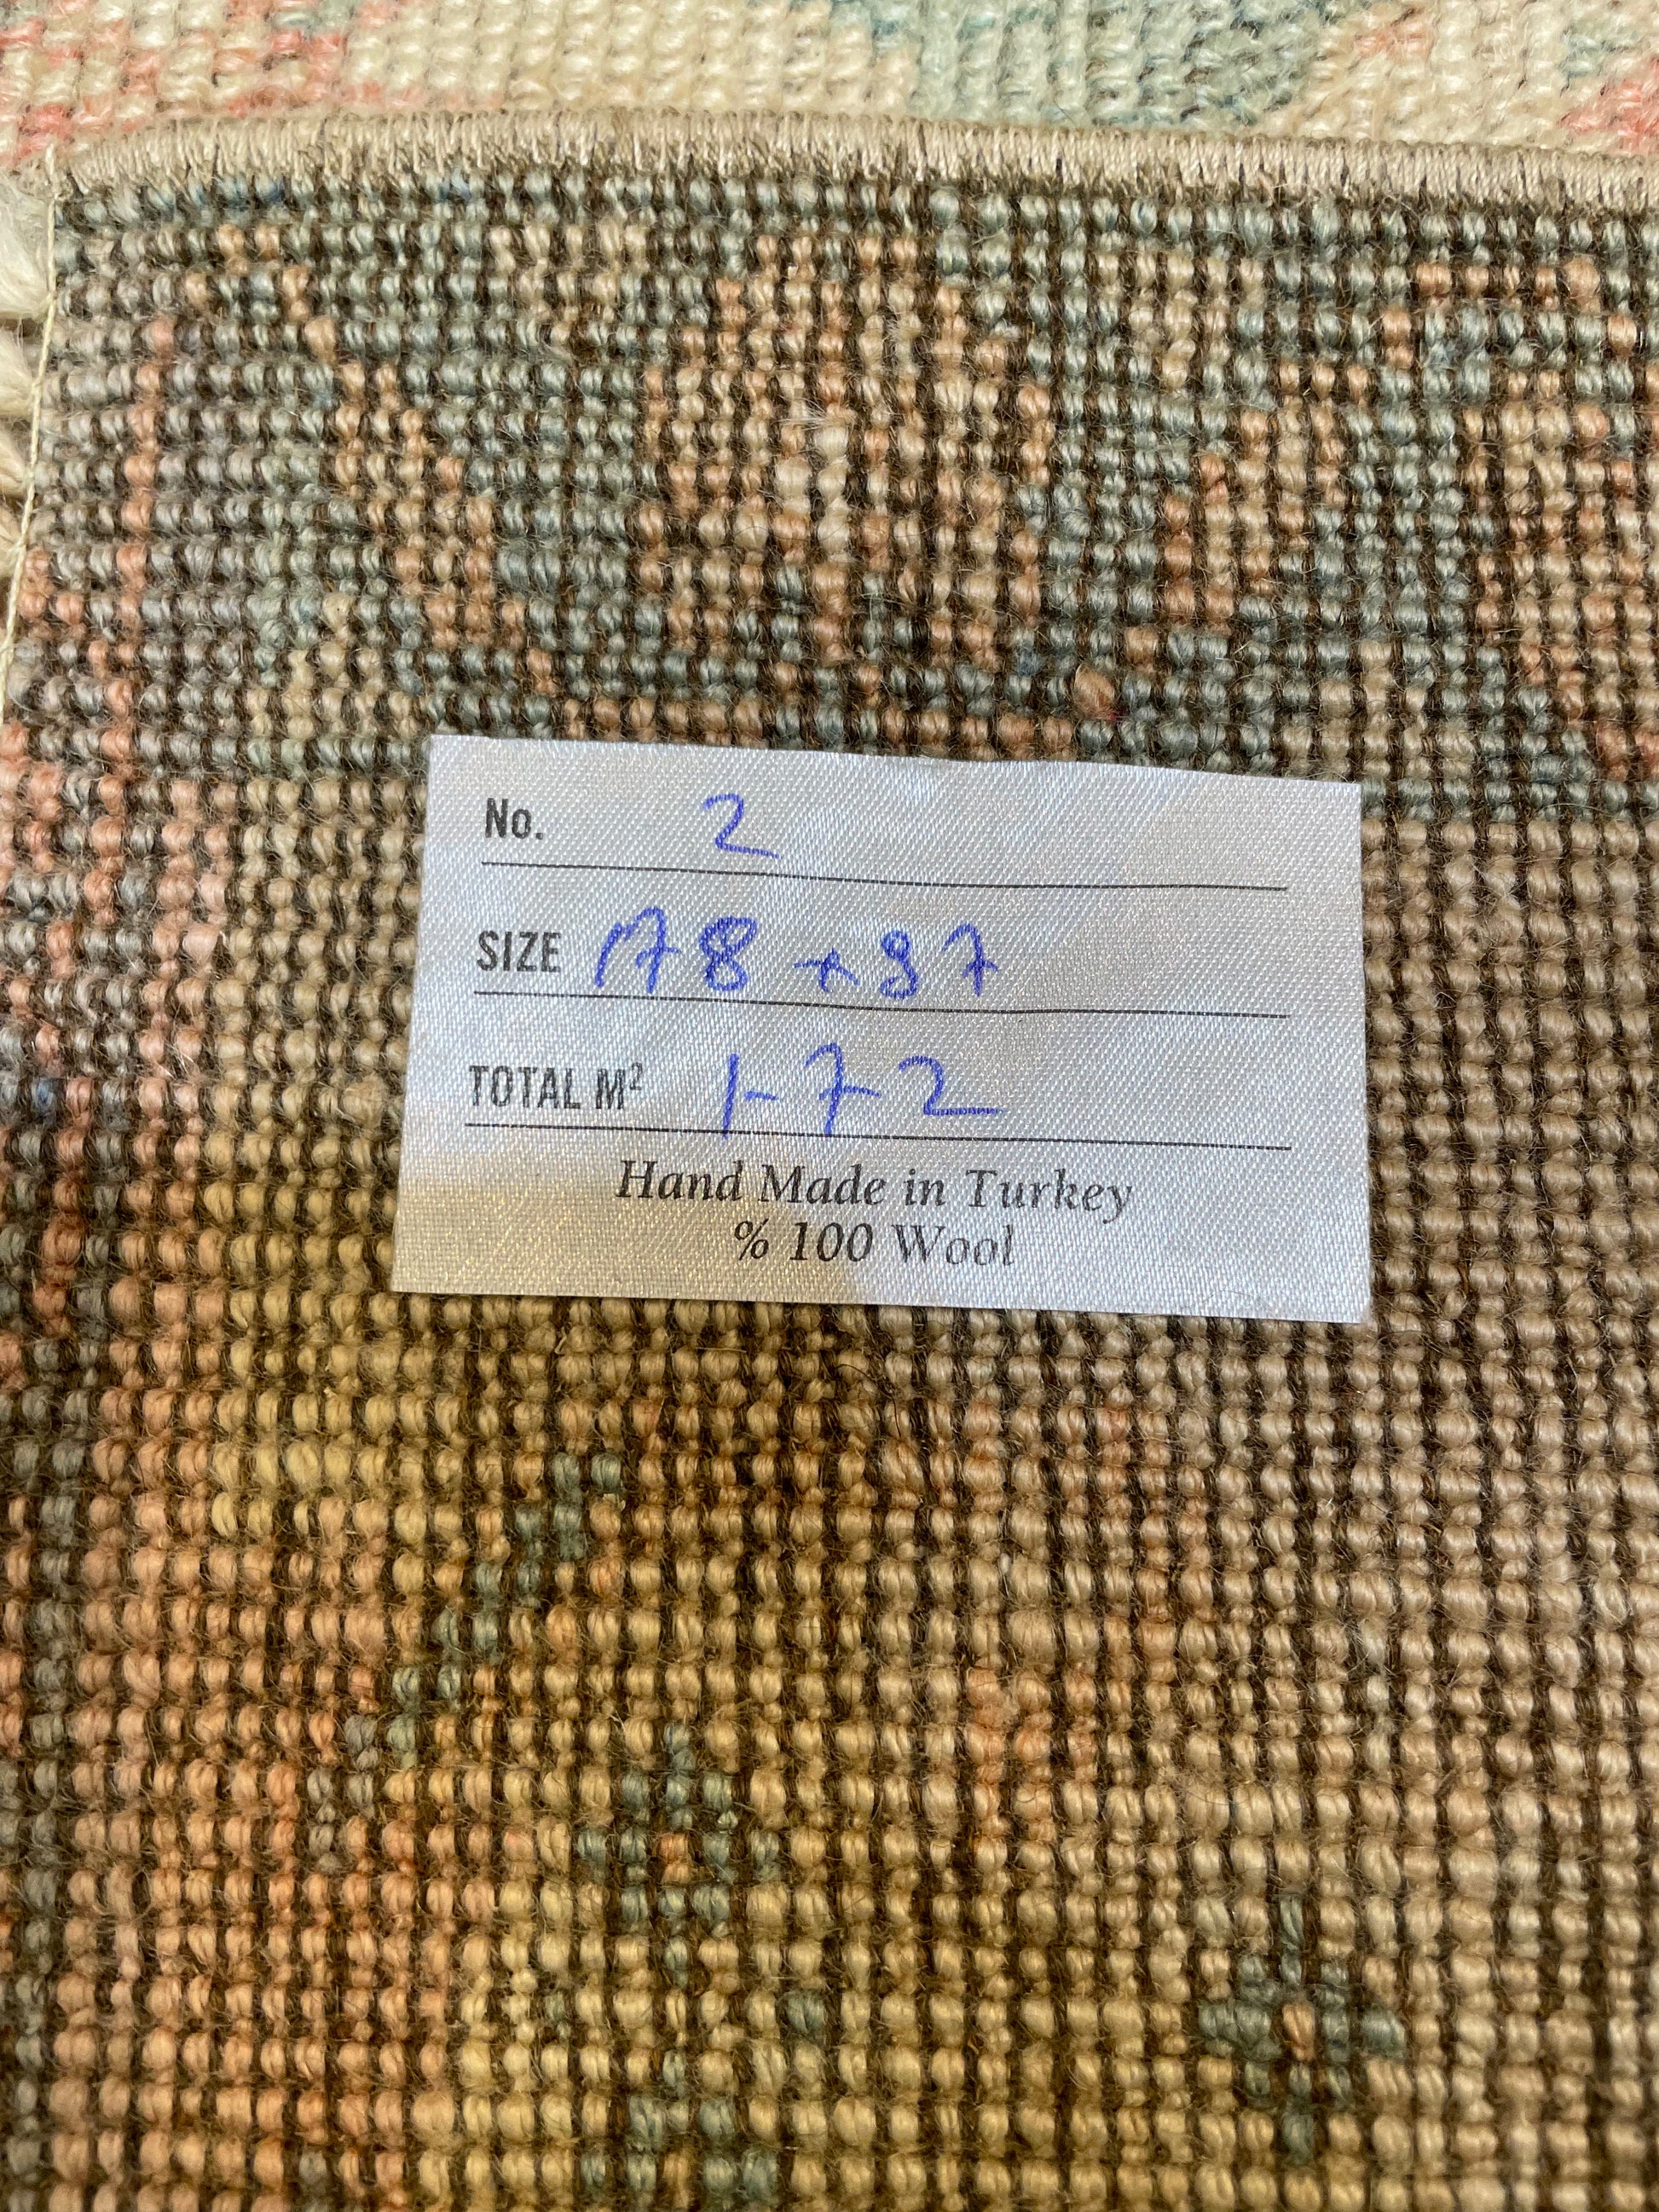 No. 2
SIZE 178 x 97
TOTAL M² 1-72
Hand Made in Turkey
% 100 Wool